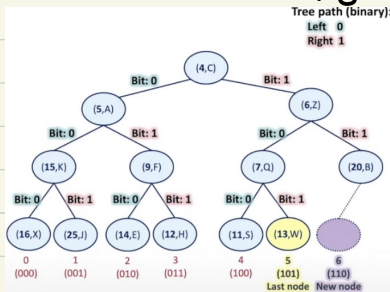 Tree path (binary):
Left 0
Right 1
(4,C)
Bit: 0
Bit: 1
(5,A)
(6,Z)
Bit: 0
Bit: 1
Bit: 0
Bit: 1
(15,K)
(9,F)
(7,Q)
(20,B)
Bit: 0
Bit: 1
Bit: 0
Bit: 1
Bit: 0
Bit: 1
(16,X)
(25,J)
(14,E)
(12,H)
(11,S)
(13,W)
0 1 2 3 4 5 6
(000) (001) (010) (011) (100) (101) (110)
Last node New node